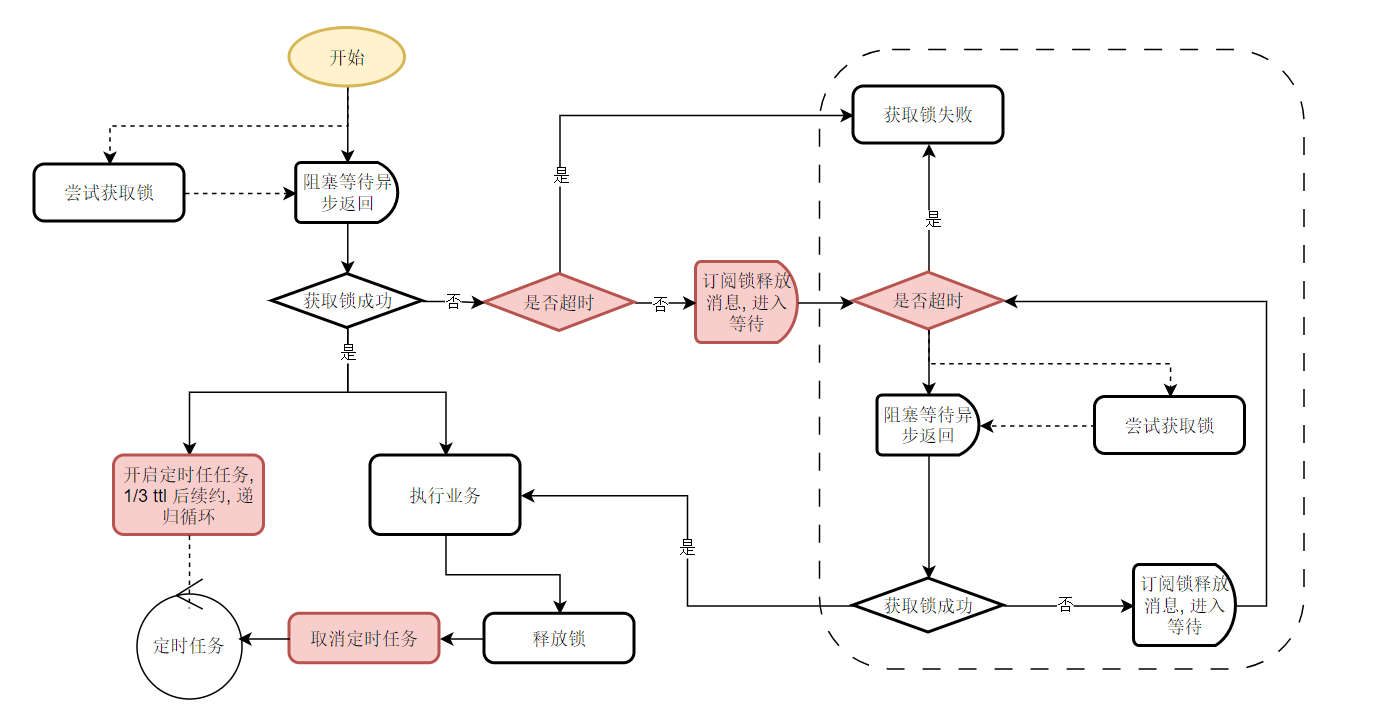 开始
尝试获取锁
阻塞等待异
步返回
获取锁成功
否
是否超时
是
否
订阅锁释放
消息, 进入
等待
获取锁失败
是
是否超时
阻塞等待异
步返回
尝试获取锁
获取锁成功
否
订阅锁释放
消息, 进入
等待
是
是
开启定时任任务,
1/3 ttl 后续约, 递
归循环
执行业务
释放锁
取消定时任务
定时任务